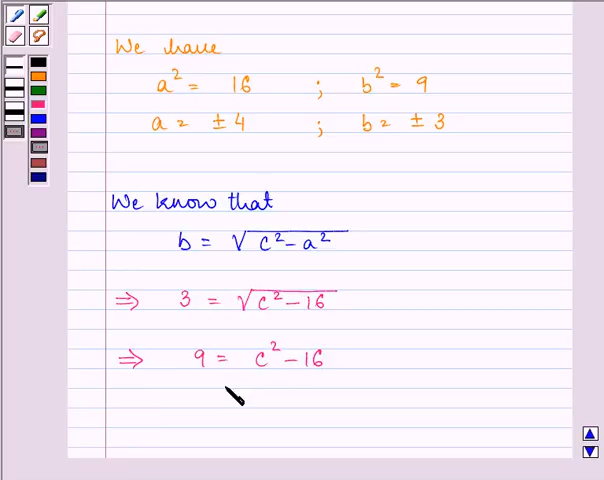 We have
a² = 16 ; b² = 9
a = ± 4 ; b = ± 3
We know that
b = √(c² - a²)
⇒ 3 = √(c² - 16)
⇒ 9 = c² - 16